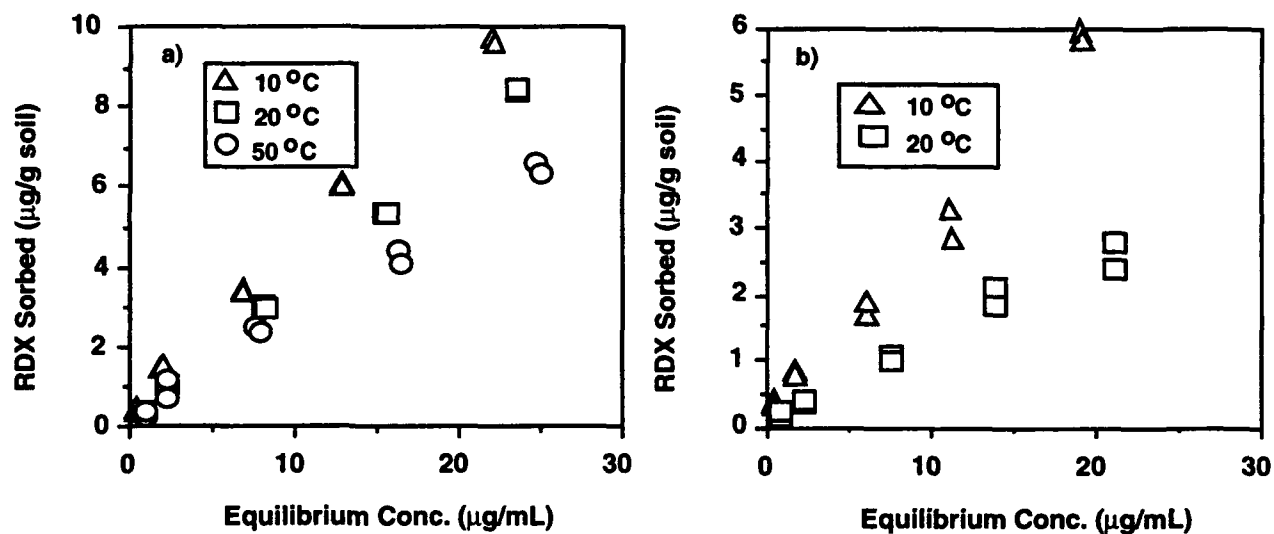 a)
10 °C
20 °C
50 °C
10
8
6
4
2
0
RDX Sorbed (µg/g soil)
0 10 20 30
Equilibrium Conc. (µg/mL)
b)
10 °C
20 °C
6
5
4
3
2
1
0
RDX Sorbed (µg/g soil)
0 10 20 30
Equilibrium Conc. (µg/mL)